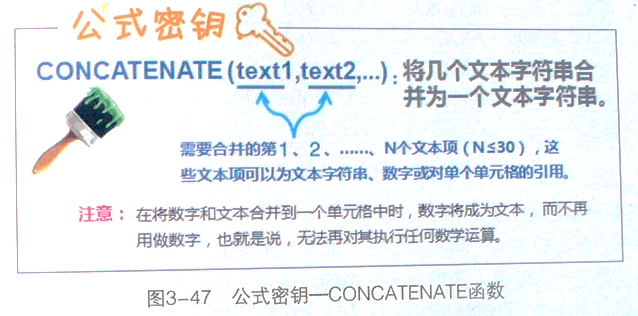 公式密钥
CONCATENATE(text1,text2,...):将几个文本字符串合
并为一个文本字符串。
需要合并的第1、2、……、N个文本项(N≤30),这
些文本项可以为文本字符串、数字或对单个单元格的引用。
注意:在将数字和文本合并到一个单元格中时,数字将成为文本,而不再
用做数字,也就是说,无法再对其执行任何数学运算。
图3-47 公式密钥—CONCATENATE函数